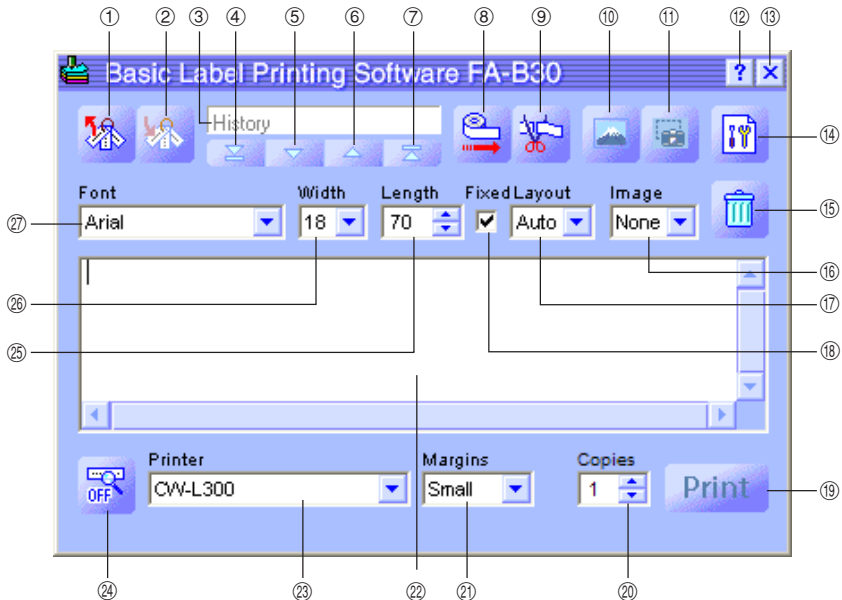 ① ② ③ ④ ⑤ ⑥ ⑦ ⑧ ⑨ ⑩ ⑪ ⑫ ⑬
Basic Label Printing Software FA-B30 ? ×
History
⑭
Font Width Length Fixed Layout Image
㉗ Arial 18 70 Auto None ⑮
⑯
㉖ ⑰
㉕ ⑱
Printer Margins Copies
OFF CW-L300 Small 1 Print ⑲
㉔ ㉓ ㉒ ㉑ ⑳